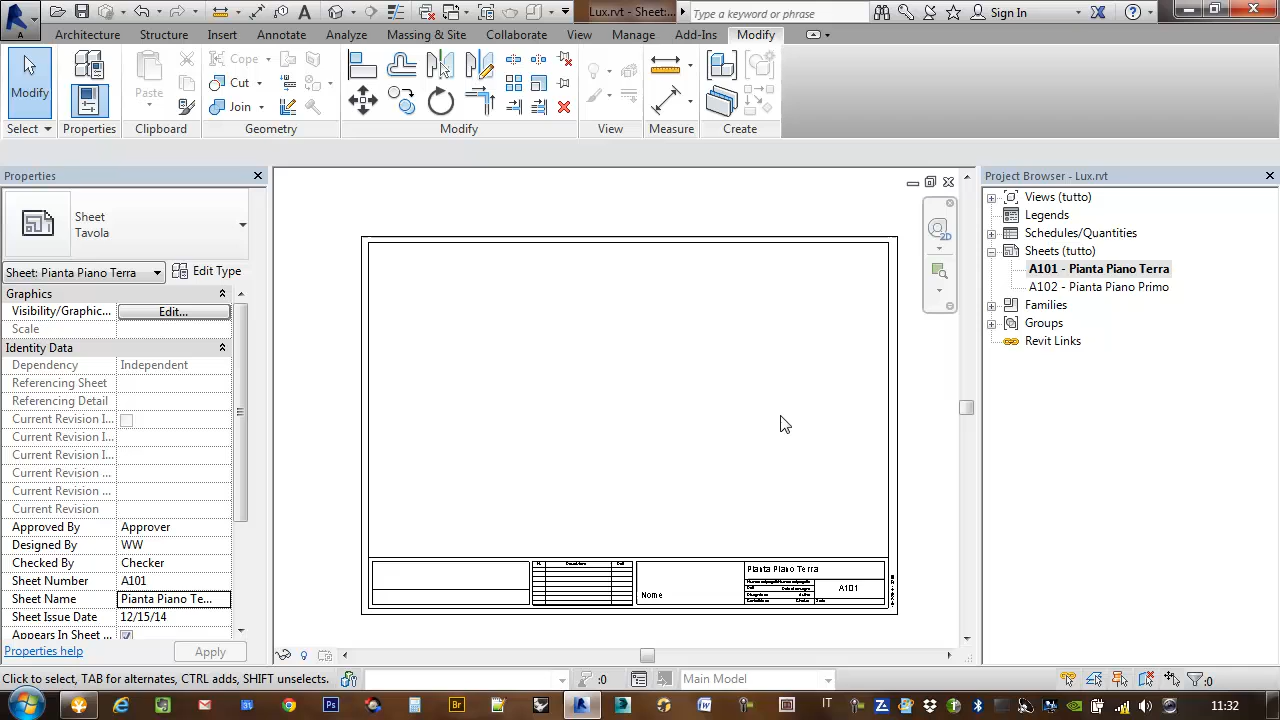 Lux.rvt - Sheet:...
Type a keyword or phrase
Sign In
Architecture Structure Insert Annotate Analyze Massing & Site Collaborate View Manage Add-Ins Modify
Modify
Paste
Cope
Cut
Join
Select Properties Clipboard Geometry Modify View Measure Create
Properties
Sheet
Tavola
Sheet: Pianta Piano Terra
Edit Type
Graphics
Visibility/Graphic... Edit...
Scale
Identity Data
Dependency Independent
Referencing Sheet
Referencing Detail
Current Revision I...
Current Revision I...
Current Revision I...
Current Revision ...
Current Revision ...
Current Revision
Approved By Approver
Designed By WW
Checked By Checker
Sheet Number A101
Sheet Name Pianta Piano Te...
Sheet Issue Date 12/15/14
Appears In Sheet
Properties help
Apply
2D
Pianta Piano Terra
A101
Nome
Project Browser - Lux.rvt
Views (tutto)
Legends
Schedules/Quantities
Sheets (tutto)
A101 - Pianta Piano Terra
A102 - Pianta Piano Primo
Families
Groups
Revit Links
Click to select, TAB for alternates, CTRL adds, SHIFT unselects.
:0
Main Model
:0
Ps
Br
IT
11:32